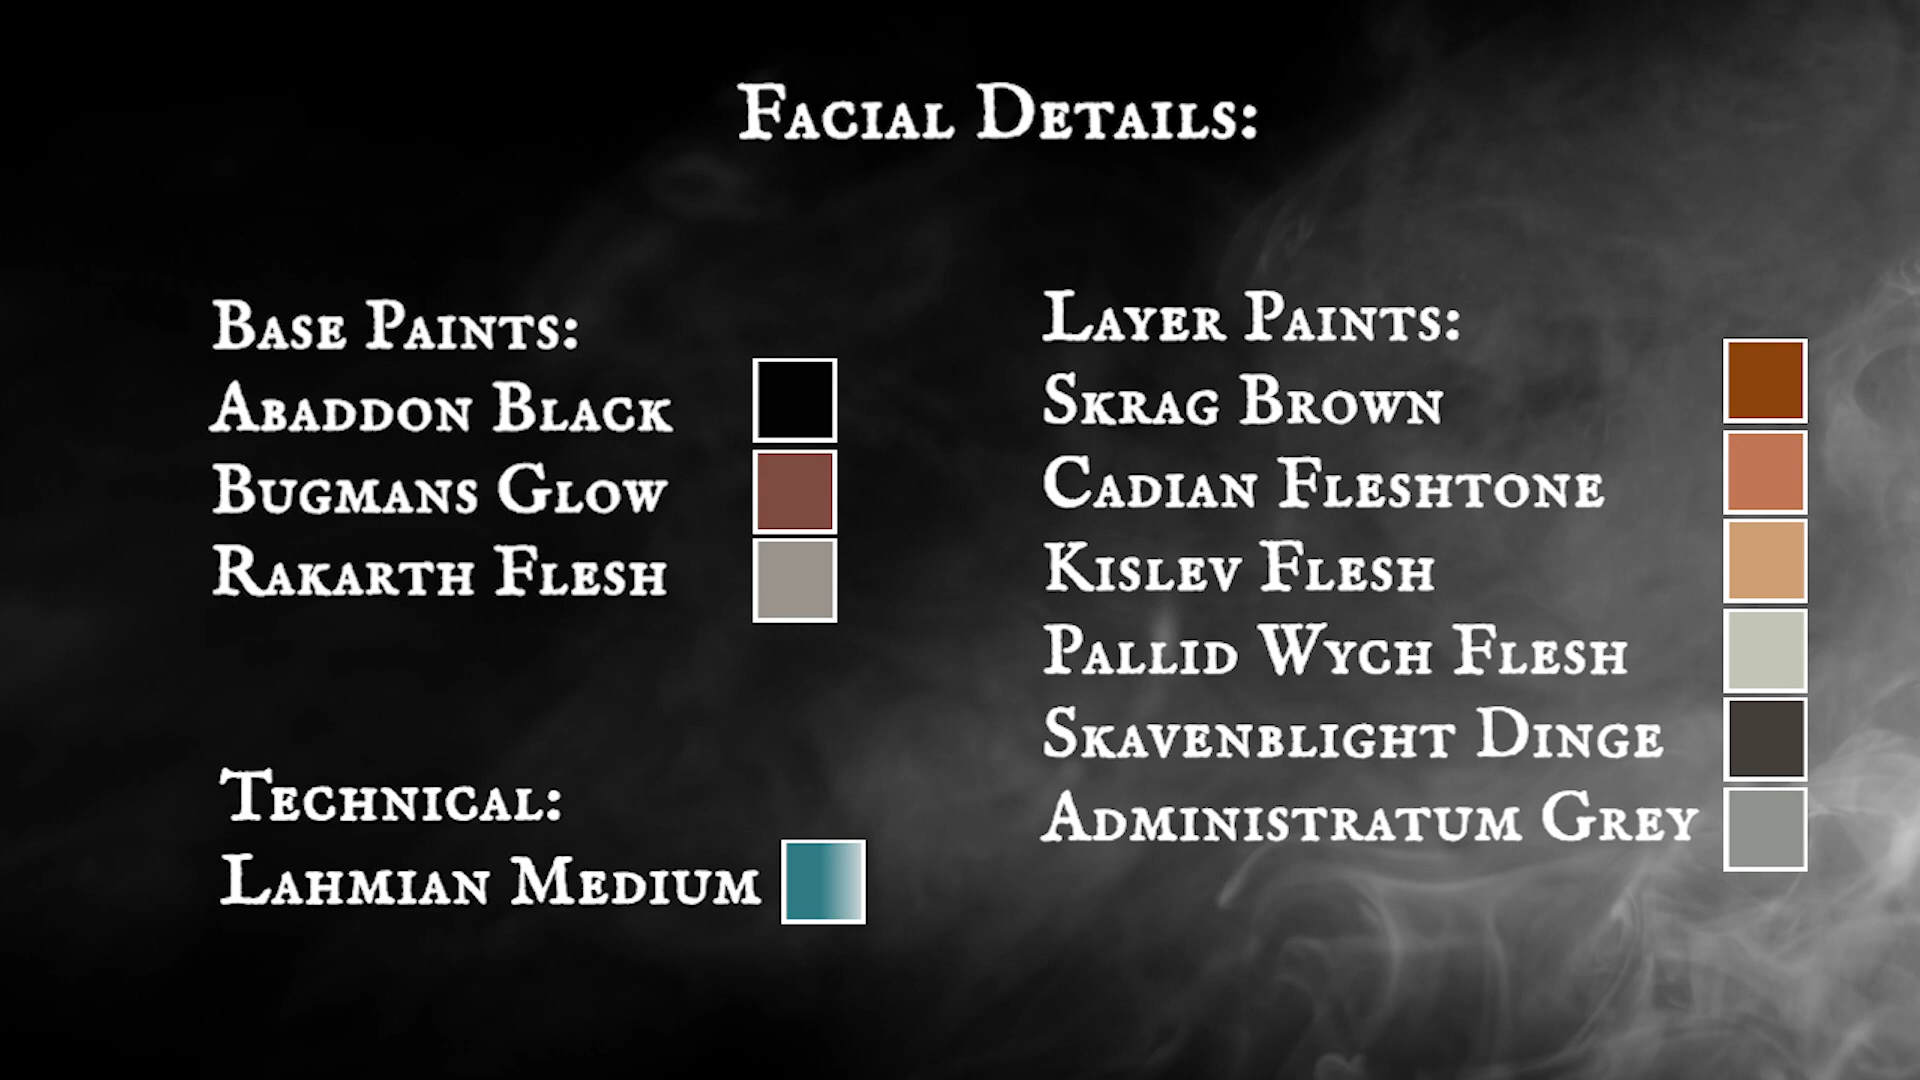 Facial Details:
Base Paints:
Abaddon Black
Bugmans Glow
Rakarth Flesh
Technical:
Lahmian Medium
Layer Paints:
Skrag Brown
Cadian Fleshtone
Kislev Flesh
Pallid Wych Flesh
Skavenblight Dinge
Administratum Grey